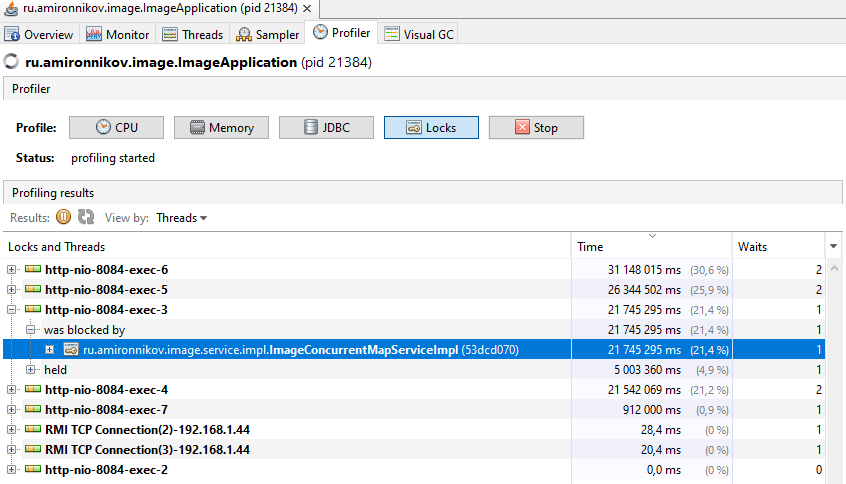 ru.amironnikov.image.ImageApplication (pid 21384)
Overview Monitor Threads Sampler Profiler Visual GC
ru.amironnikov.image.ImageApplication (pid 21384)
Profiler
Profile: CPU Memory JDBC Locks Stop
Status: profiling started
Profiling results
Results: View by: Threads
Locks and Threads Time Waits
http-nio-8084-exec-6 31 148 015 ms (30,6 %) 2
http-nio-8084-exec-5 26 344 502 ms (25,9 %) 2
http-nio-8084-exec-3 21 745 295 ms (21,4 %) 1
was blocked by 21 745 295 ms (21,4 %) 1
ru.amironnikov.image.service.impl.ImageConcurrentMapServiceImpl (53dcd070) 21 745 295 ms (21,4 %) 1
held 5 003 360 ms (4,9 %) 1
http-nio-8084-exec-4 21 542 069 ms (21,2 %) 2
http-nio-8084-exec-7 912 000 ms (0,9 %) 1
RMI TCP Connection(2)-192.168.1.44 28,4 ms (0 %) 1
RMI TCP Connection(3)-192.168.1.44 20,4 ms (0 %) 1
http-nio-8084-exec-2 0,0 ms (0 %) 0